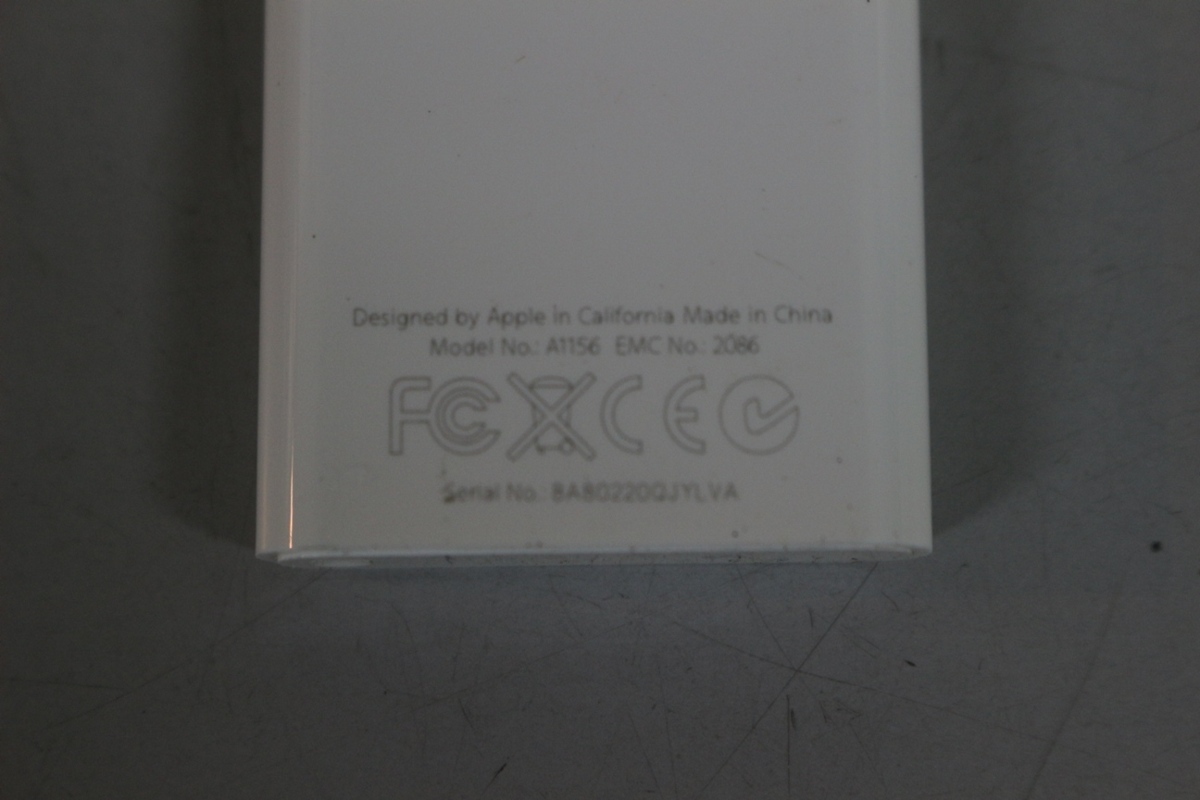 Designed by Apple in California Made in China
Model No.: A1156 EMC No.: 2086
FC CE
Serial No.: 8A80220QJYLVA